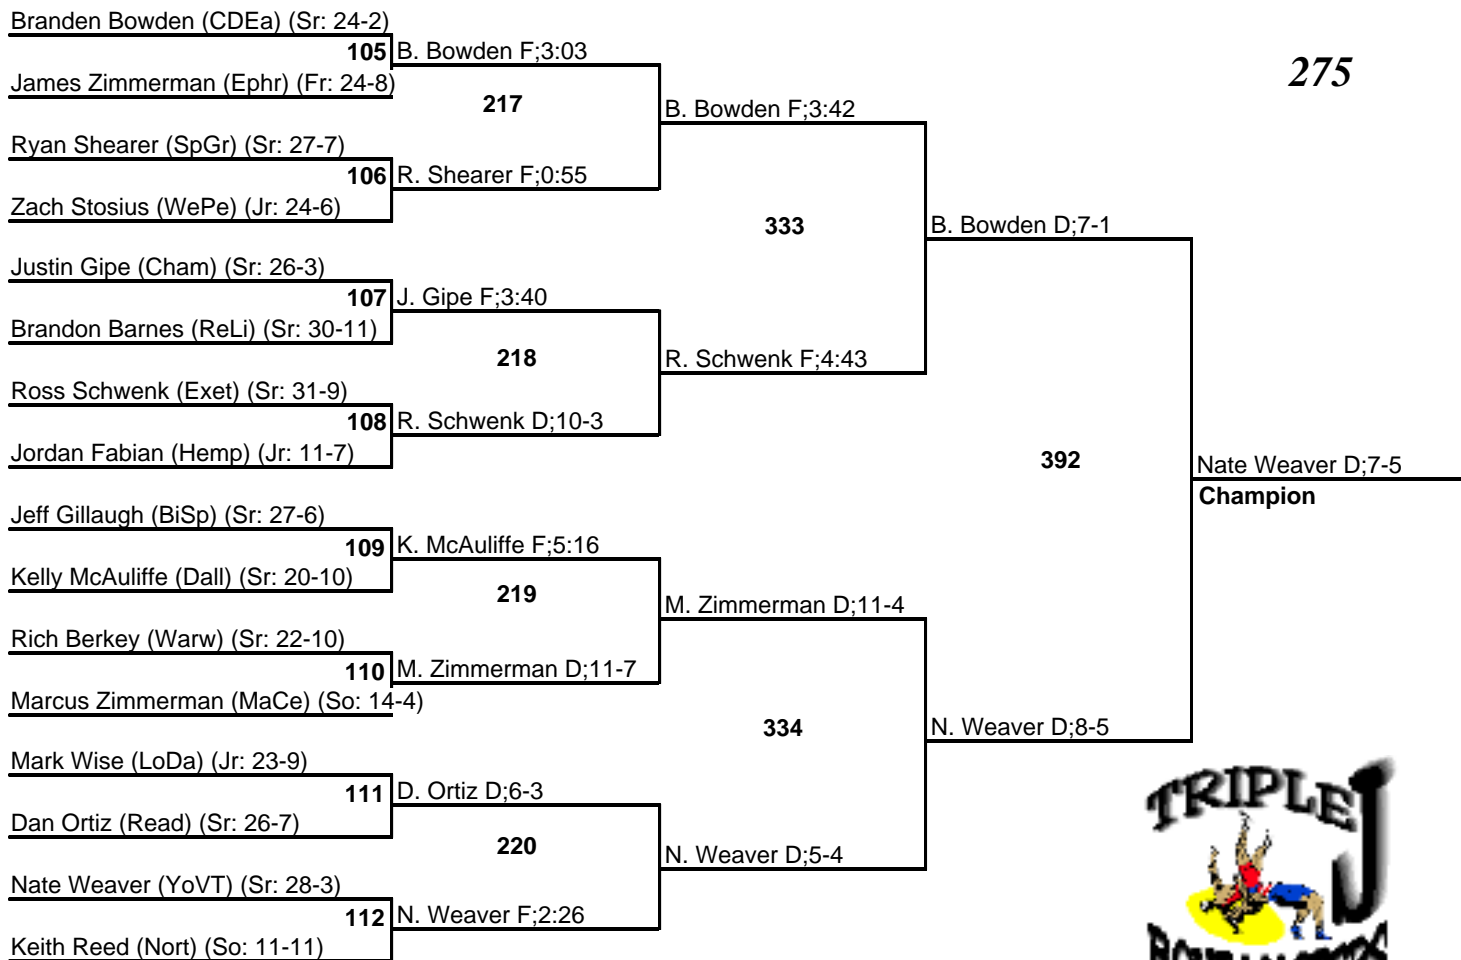 Branden Bowden (CDEa) (Sr: 24-2)
105 B. Bowden F;3:03
James Zimmerman (Ephr) (Fr: 24-8)
217
B. Bowden F;3:42
275
Ryan Shearer (SpGr) (Sr: 27-7)
106 R. Shearer F;0:55
Zach Stosius (WePe) (Jr: 24-6)
333
B. Bowden D;7-1
Justin Gipe (Cham) (Sr: 26-3)
107 J. Gipe F;3:40
Brandon Barnes (ReLi) (Sr: 30-11)
218
R. Schwenk F;4:43
Ross Schwenk (Exet) (Sr: 31-9)
108 R. Schwenk D;10-3
Jordan Fabian (Hemp) (Jr: 11-7)
392
Nate Weaver D;7-5
Champion
Jeff Gillaugh (BiSp) (Sr: 27-6)
109 K. McAuliffe F;5:16
Kelly McAuliffe (Dall) (Sr: 20-10)
219
M. Zimmerman D;11-4
Rich Berkey (Warw) (Sr: 22-10)
110 M. Zimmerman D;11-7
Marcus Zimmerman (MaCe) (So: 14-4)
334
N. Weaver D;8-5
Mark Wise (LoDa) (Jr: 23-9)
111 D. Ortiz D;6-3
Dan Ortiz (Read) (Sr: 26-7)
220
N. Weaver D;5-4
Nate Weaver (YoVT) (Sr: 28-3)
112 N. Weaver F;2:26
Keith Reed (Nort) (So: 11-11)
TRIPLE J